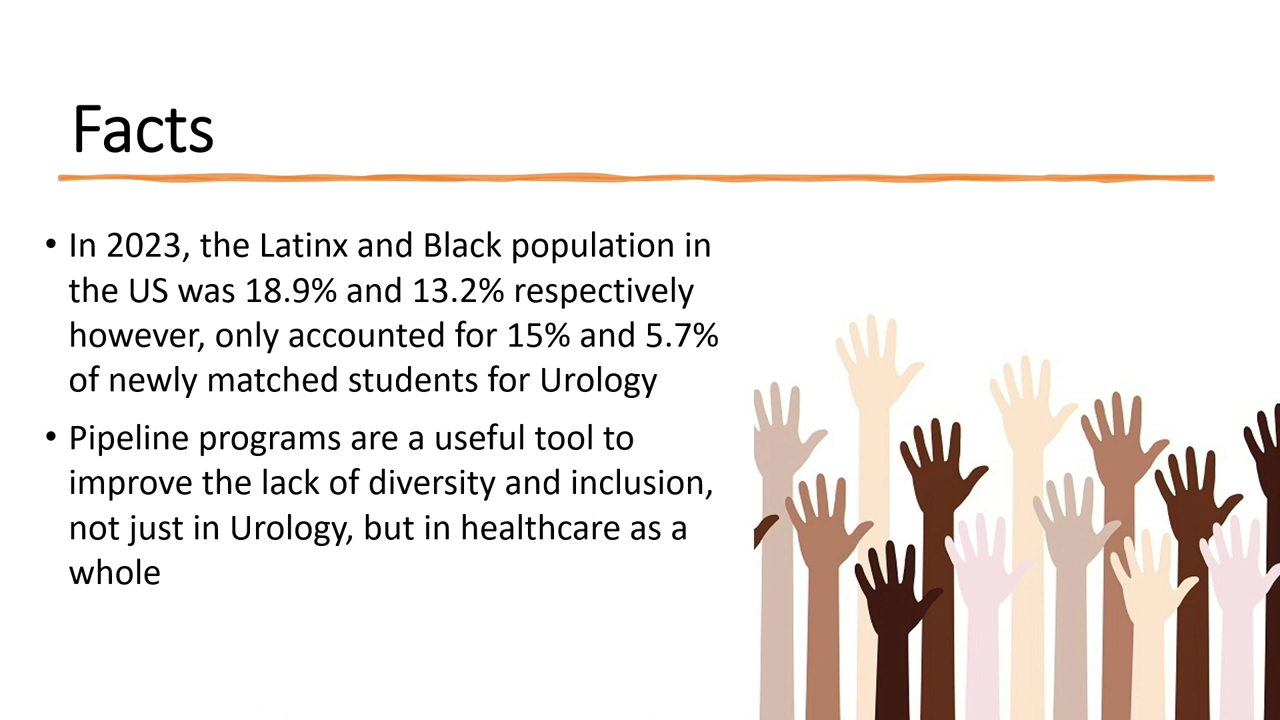 Facts
• In 2023, the Latinx and Black population in
the US was 18.9% and 13.2% respectively
however, only accounted for 15% and 5.7%
of newly matched students for Urology
• Pipeline programs are a useful tool to
improve the lack of diversity and inclusion,
not just in Urology, but in healthcare as a
whole